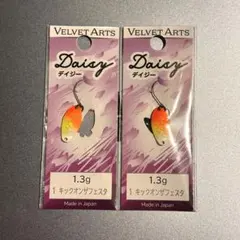 VELVET ARTS
Daisy
デイジー
1.3g
1 キックオンザフェスタ
Made in Japan
VELVET ARTS
Daisy
デイジー
1.3g
1 キックオンザフェスタ
Made in Japan